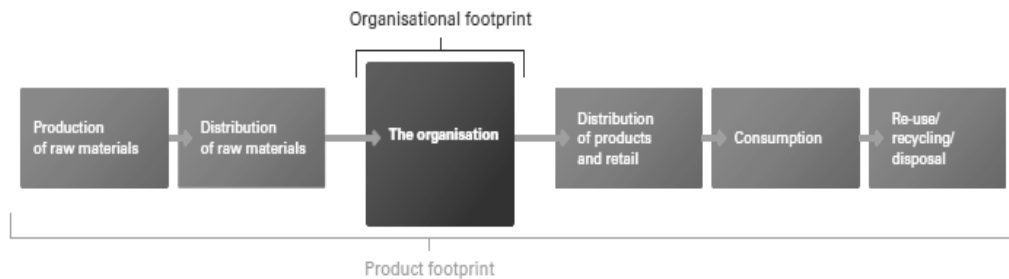 Organisational footprint
Production
of raw materials
Distribution
of raw materials
The organisation
Distribution
of products
and retail
Consumption
Re-use/
recycling/
disposal
Product footprint